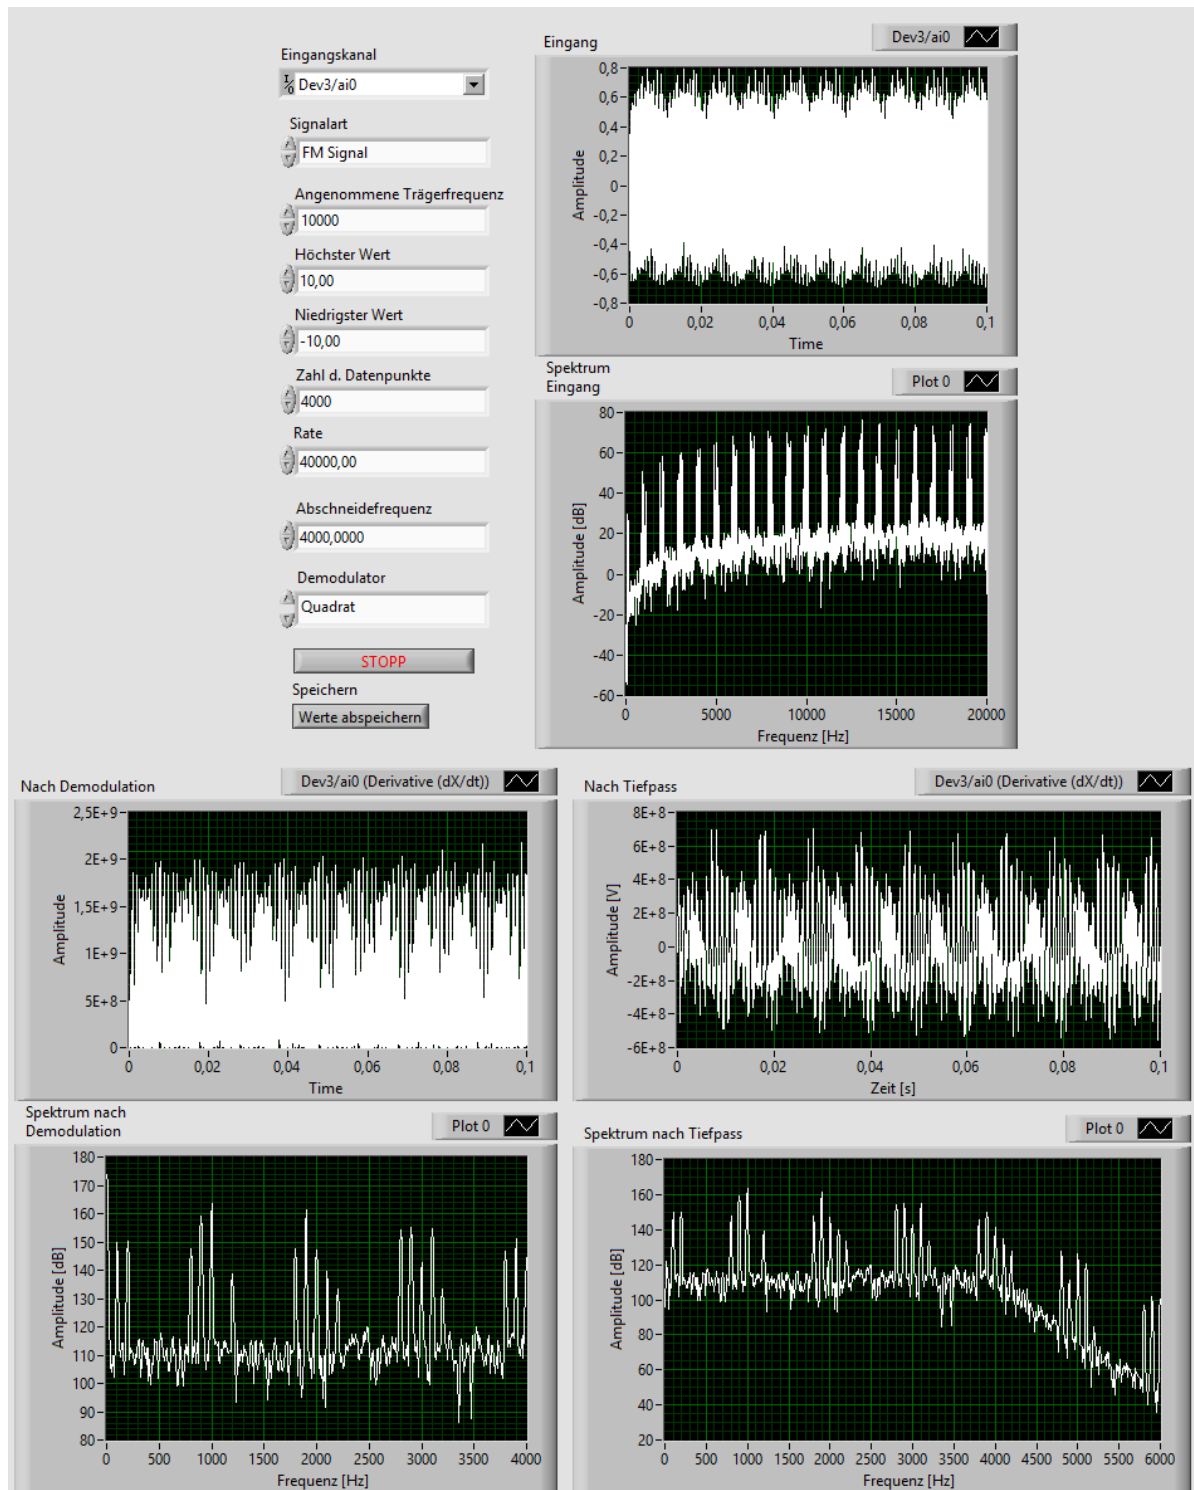 Eingangskanal
Dev3/ai0
Signalart
FM Signal
Angenommene Trägerfrequenz
10000
Höchster Wert
10,00
Niedrigster Wert
-10,00
Zahl d. Datenpunkte
4000
Rate
40000,00
Abschneidefrequenz
4000,0000
Demodulator
Quadrat
STOPP
Speichern
Werte abspeichern
Eingang
Dev3/ai0
Amplitude
0,8
0,6
0,4
0,2
0
-0,2
-0,4
-0,6
-0,8
0 0,02 0,04 0,06 0,08 0,1
Time
Spektrum
Eingang
Plot 0
Amplitude [dB]
80
60
40
20
0
-20
-40
-60
0 5000 10000 15000 20000
Frequenz [Hz]
Nach Demodulation
Dev3/ai0 (Derivative (dX/dt))
Amplitude
2,5E+9
2E+9
1,5E+9
1E+9
5E+8
0
0 0,02 0,04 0,06 0,08 0,1
Time
Nach Tiefpass
Dev3/ai0 (Derivative (dX/dt))
Amplitude [V]
8E+8
6E+8
4E+8
2E+8
0
-2E+8
-4E+8
-6E+8
0 0,02 0,04 0,06 0,08 0,1
Zeit [s]
Spektrum nach
Demodulation
Plot 0
Amplitude [dB]
180
170
160
150
140
130
120
110
100
90
80
0 500 1000 1500 2000 2500 3000 3500 4000
Frequenz [Hz]
Spektrum nach Tiefpass
Plot 0
Amplitude [dB]
180
160
140
120
100
80
60
40
20
0 500 1000 1500 2000 2500 3000 3500 4000 4500 5000 5500 6000
Frequenz [Hz]